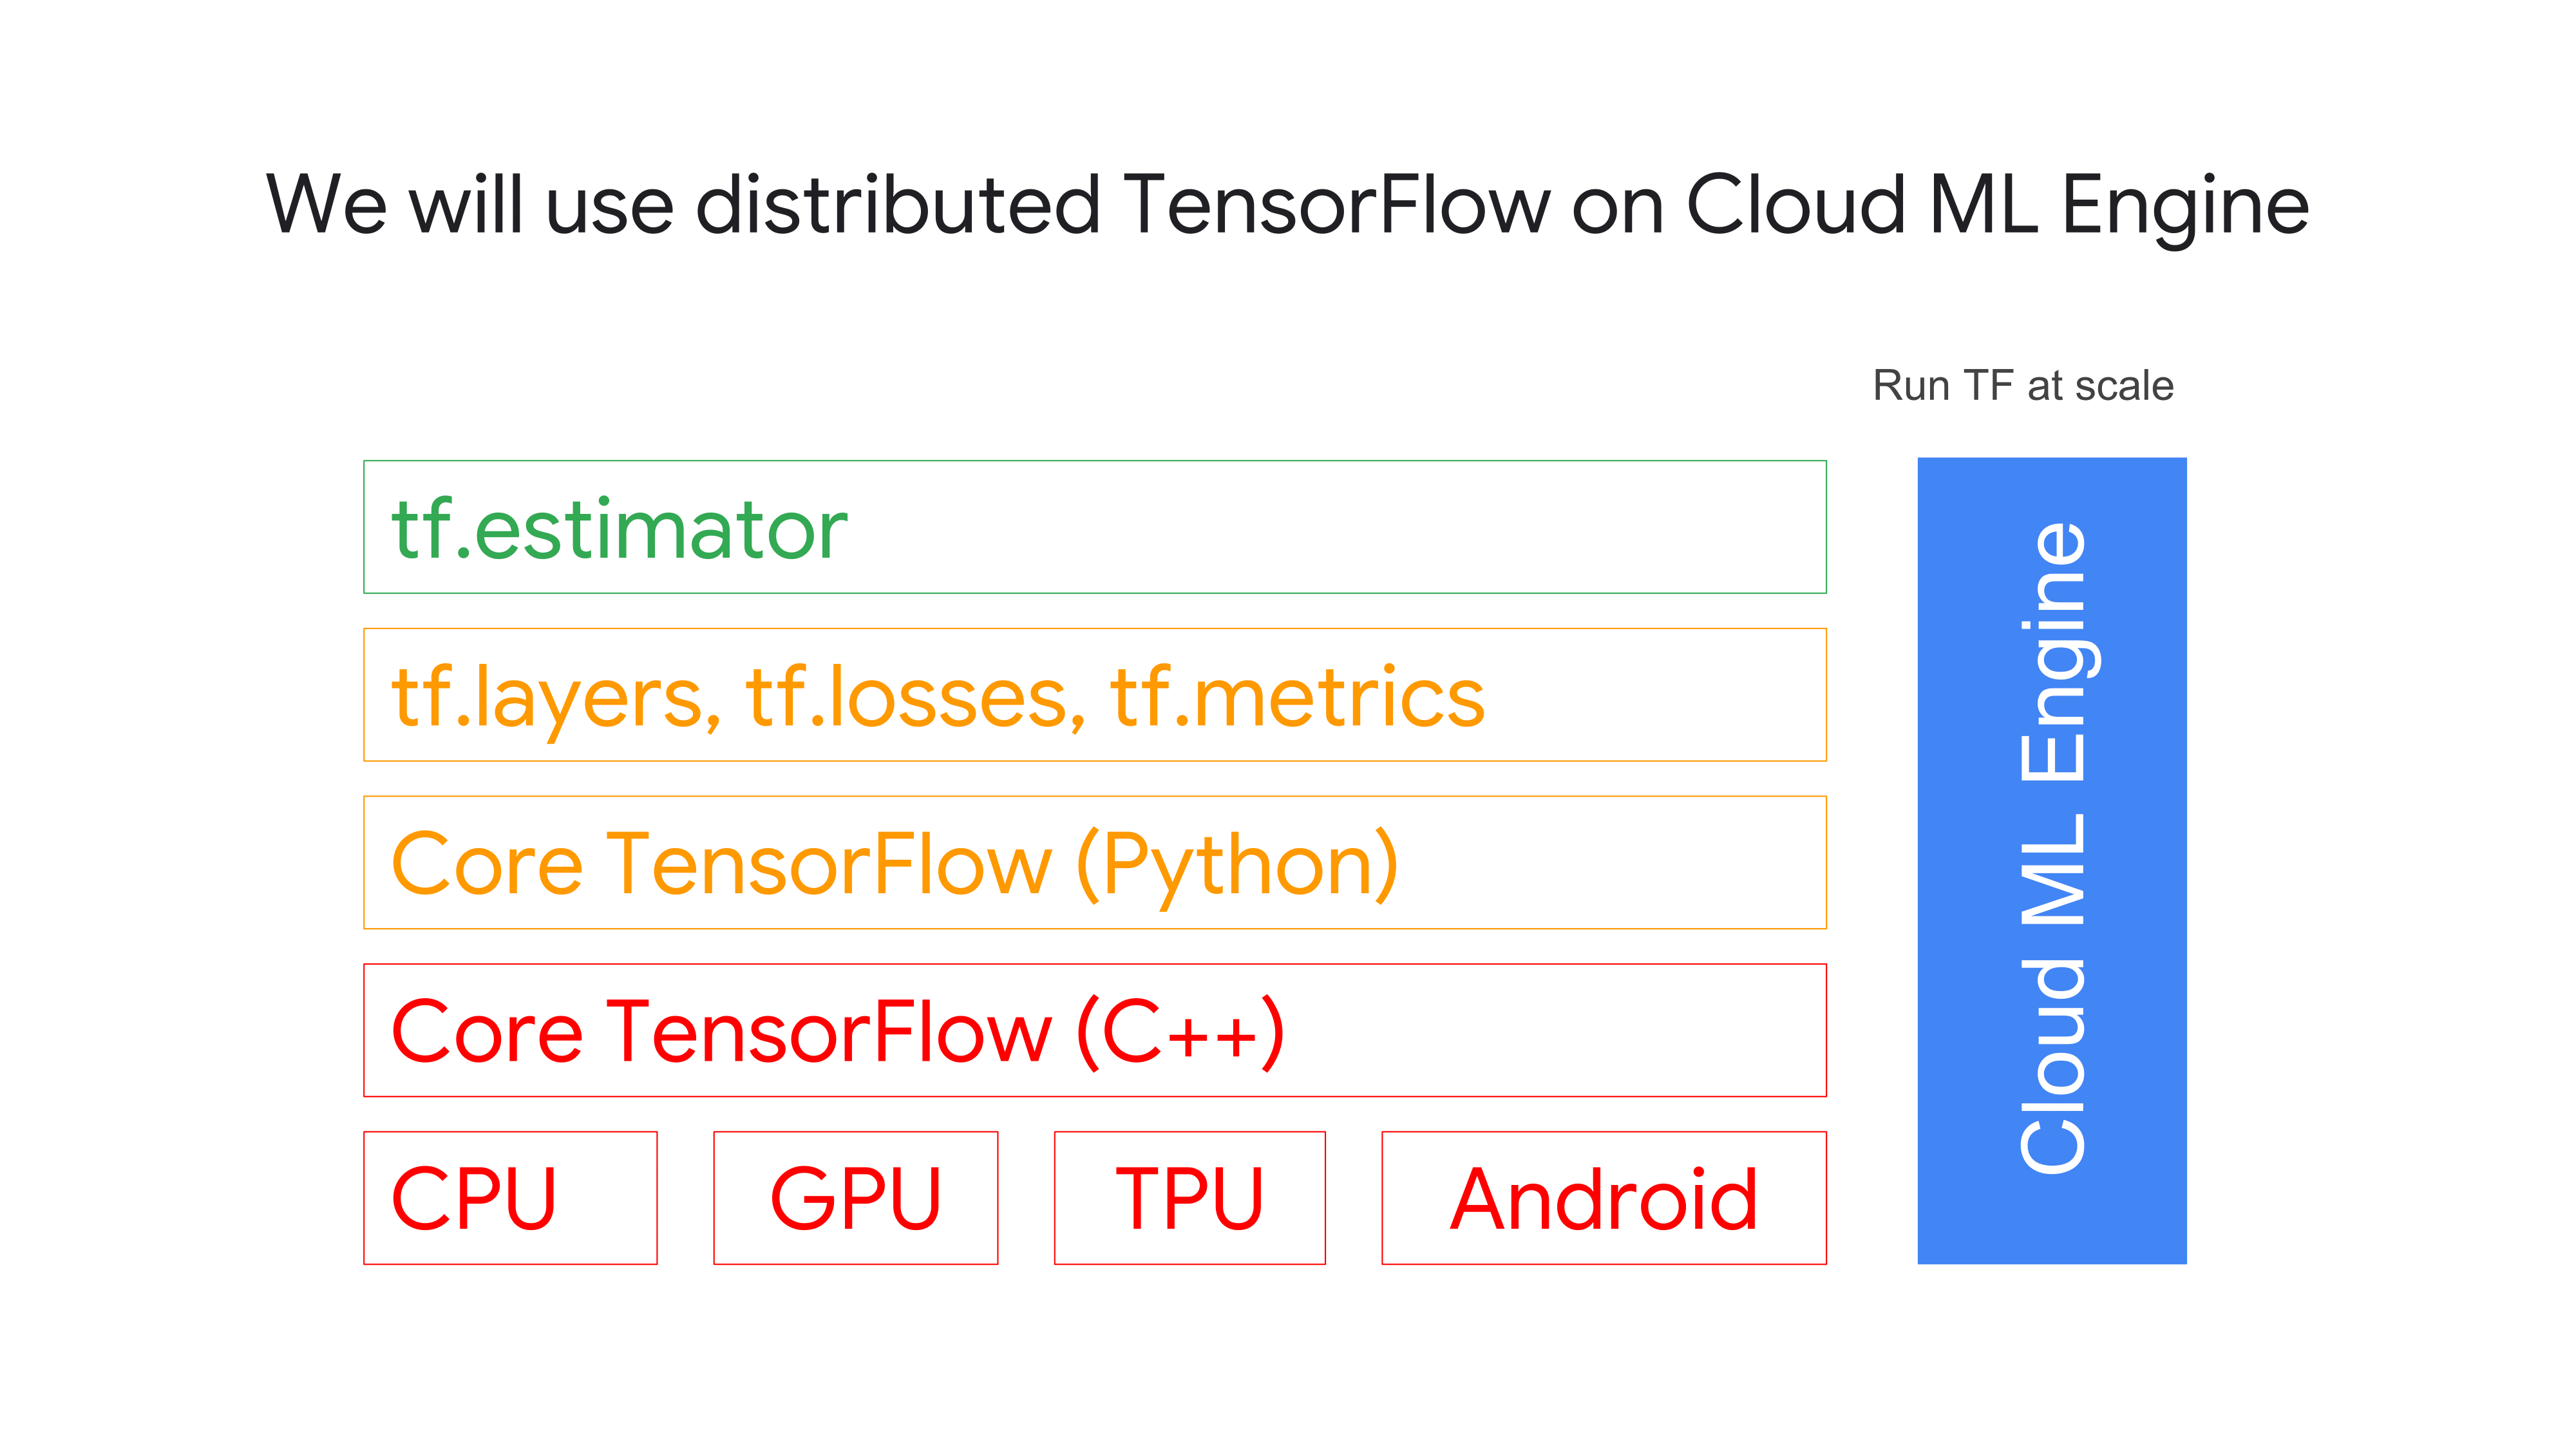 We will use distributed TensorFlow on Cloud ML Engine
Run TF at scale
tf.estimator
tf.layers, tf.losses, tf.metrics
Core TensorFlow (Python)
Core TensorFlow (C++)
CPU
GPU
TPU
Android
Cloud ML Engine